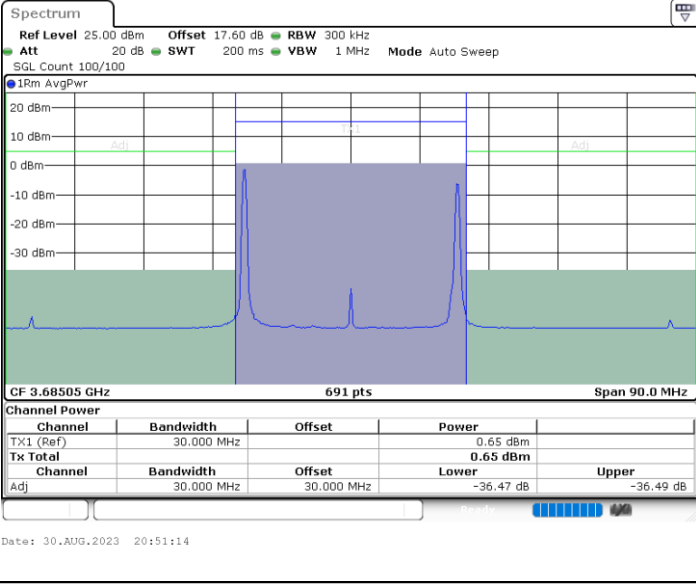 Spectrum
Ref Level 25.00 dBm Offset 17.60 dB RBW 300 kHz
Att 20 dB SWT 200 ms VBW 1 MHz Mode Auto Sweep
SGL Count 100/100
1Rm AvgPwr
20 dBm
TX1
10 dBm
Adj Adj
0 dBm
-10 dBm
-20 dBm
-30 dBm
CF 3.68505 GHz 691 pts Span 90.0 MHz
Channel Power
Channel Bandwidth Offset Power
TX1 (Ref) 30.000 MHz 0.65 dBm
Tx Total 0.65 dBm
Channel Bandwidth Offset Lower Upper
Adj 30.000 MHz 30.000 MHz -36.47 dB -36.49 dB
Ready
Date: 30.AUG.2023 20:51:14